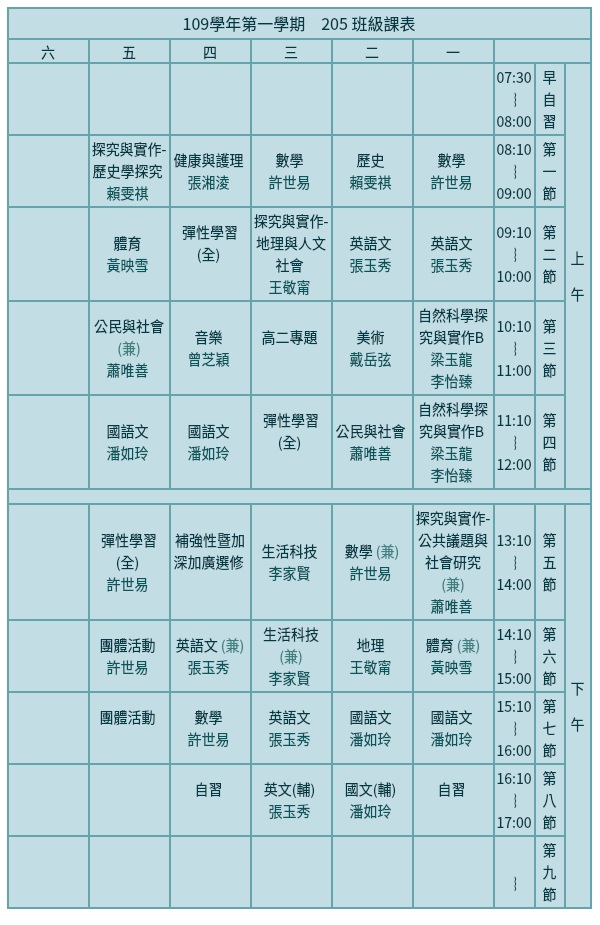 109學年第一學期 205 班級課表
六 五 四 三 二 一
07:30
｜
08:00
早
自
習
上
午
探究與實作-
歷史學探究
賴雯祺
健康與護理
張湘淩
數學
許世易
歷史
賴雯祺
數學
許世易
08:10
｜
09:00
第
一
節
體育
黃映雪
彈性學習
(全)
探究與實作-
地理與人文
社會
王敬甯
英語文
張玉秀
英語文
張玉秀
09:10
｜
10:00
第
二
節
公民與社會
(兼)
蕭唯善
音樂
曾芝穎
高二專題
美術
戴岳弦
自然科學探
究與實作B
梁玉龍
李怡臻
10:10
｜
11:00
第
三
節
國語文
潘如玲
國語文
潘如玲
彈性學習
(全)
公民與社會
蕭唯善
自然科學探
究與實作B
梁玉龍
李怡臻
11:10
｜
12:00
第
四
節
彈性學習
(全)
許世易
補強性暨加
深加廣選修
生活科技
李家賢
數學 (兼)
許世易
探究與實作-
公共議題與
社會研究
(兼)
蕭唯善
13:10
｜
14:00
第
五
節
下
午
團體活動
許世易
英語文 (兼)
張玉秀
生活科技
(兼)
李家賢
地理
王敬甯
體育 (兼)
黃映雪
14:10
｜
15:00
第
六
節
團體活動
數學
許世易
英語文
張玉秀
國語文
潘如玲
國語文
潘如玲
15:10
｜
16:00
第
七
節
自習
英文(輔)
張玉秀
國文(輔)
潘如玲
自習
16:10
｜
17:00
第
八
節
｜
第
九
節